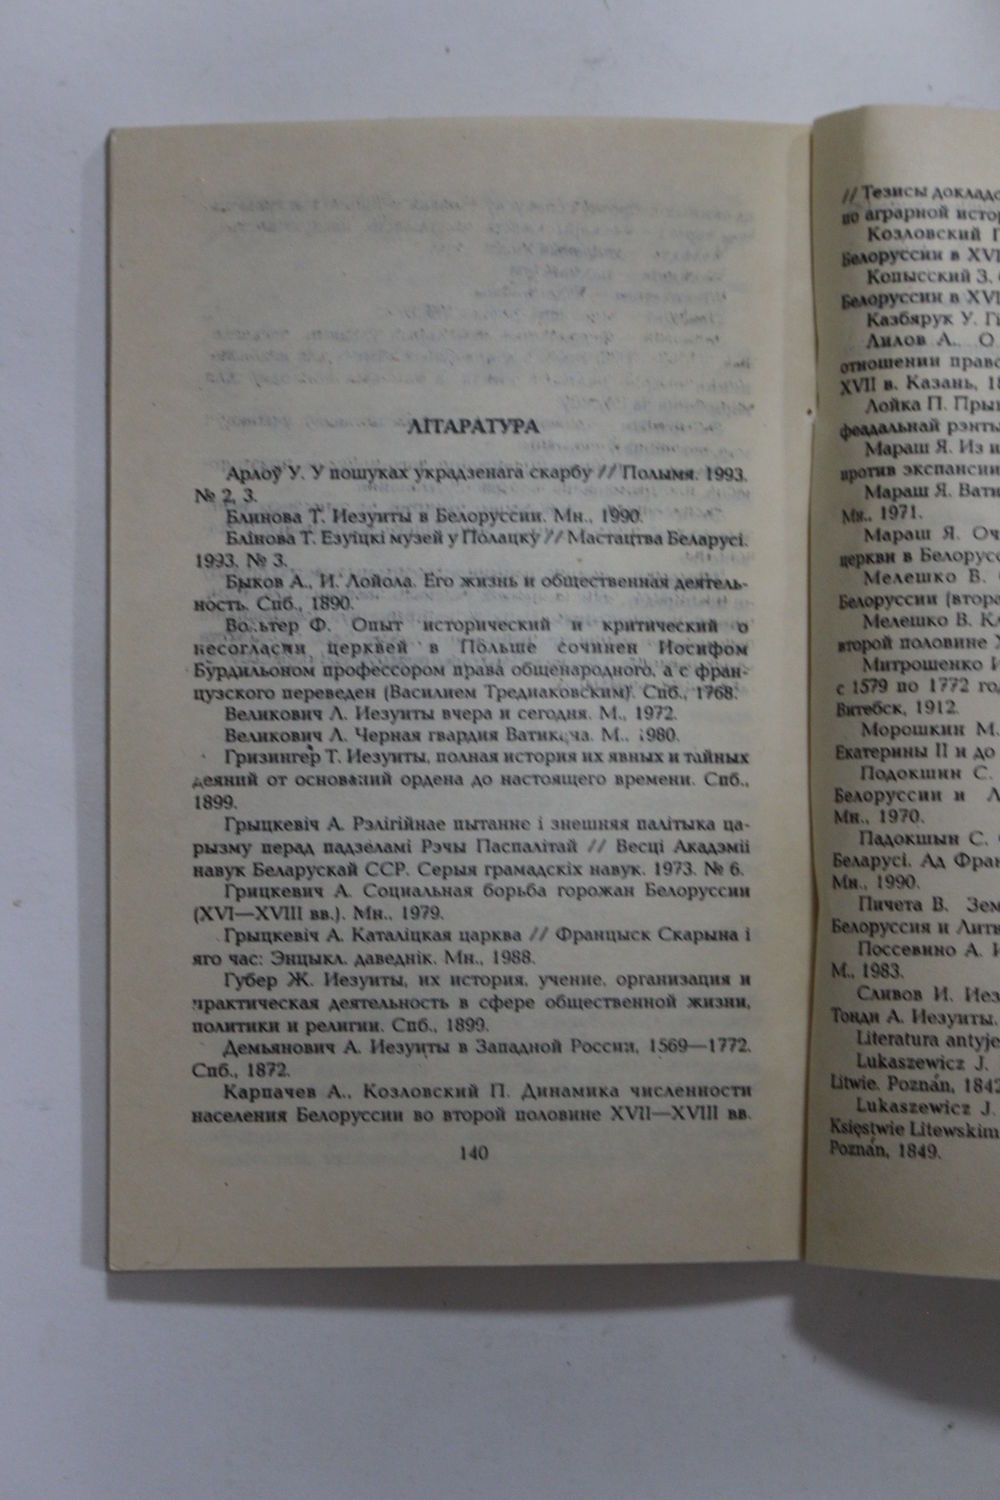 ЛІТАРАТУРА
Арлоў У. У пошуках украдзенага скарбу // Полымя. 1993.
№ 2, 3.
Блинова Т. Иезуиты в Белоруссии. Мн., 1990.
Блінова Т. Езуіцкі музей у Полацку // Мастацтва Беларусі.
1993. № 3.
Быков А., И. Лойола. Его жизнь и общественная деятель-
ность. Спб., 1890.
Вольтер Ф. Опыт исторический и критический о
несогласии церквей в Польше сочинен Иосифом
Бурдильоном профессором права общенародного, а с фран-
цузского переведен (Василием Тредиаковским). Спб., 1768.
Великович Л. Иезуиты вчера и сегодня. М., 1972.
Великович Л. Черная гвардия Ватикана. М., 1980.
Гризингер Т. Иезуиты, полная история их явных и тайных
деяний от оснований ордена до настоящего времени. Спб.,
1899.
Грыцкевіч А. Рэлігійнае пытанне і знешняя палітыка ца-
рызму перад падзеламі Рэчы Паспалітай // Весці Акадэміі
навук Беларускай ССР. Серыя грамадскіх навук. 1973. № 6.
Грицкевич А. Социальная борьба горожан Белоруссии
(XVI—XVIII вв.). Мн., 1979.
Грыцкевіч А. Каталіцкая царква // Францыск Скарына і
яго час: Энцыкл. даведнік. Мн., 1988.
Губер Ж. Иезуиты, их история, учение, организация и
практическая деятельность в сфере общественной жизни,
политики и религии. Спб., 1899.
Демьянович А. Иезуиты в Западной России, 1569—1772.
Спб., 1872.
Карпачев А., Козловский П. Динамика численности
населения Белоруссии во второй половине XVII—XVIII вв.
140
// Тезисы докладо
по аграрной истор
Козловский П
Белоруссии в XVI
Копысский З.
Белоруссии в XVI
Казбярук У. Гі
Лилов А. О
отношении право
XVII в. Казань, 18
Лойка П. Пры
феадальнай рэнты
Мараш Я. Из и
против экспансии
Мараш Я. Вати
Мн., 1971.
Мараш Я. Оч
церкви в Белорусс
Мелешко В.
Белоруссии (втора
Мелешко В. Кл
второй половине X
Митрошенко И
с 1579 по 1772 го
Витебск, 1912.
Морошкин М.
Екатерины II и до
Подокшин С.
Белоруссии и Л
Мн., 1970.
Падокшын С.
Беларусі. Ад Фран
Мн., 1990.
Пичета В. Зем
Белоруссия и Литв
Поссевино А. И
М., 1983.
Сливов И. Иез
Тонди А. Иезуиты.
Literatura antyje
Lukaszewicz J.
Litwie. Poznán, 1842
Lukaszewicz J.
Księstwie Litewskim
Poznán, 1849.